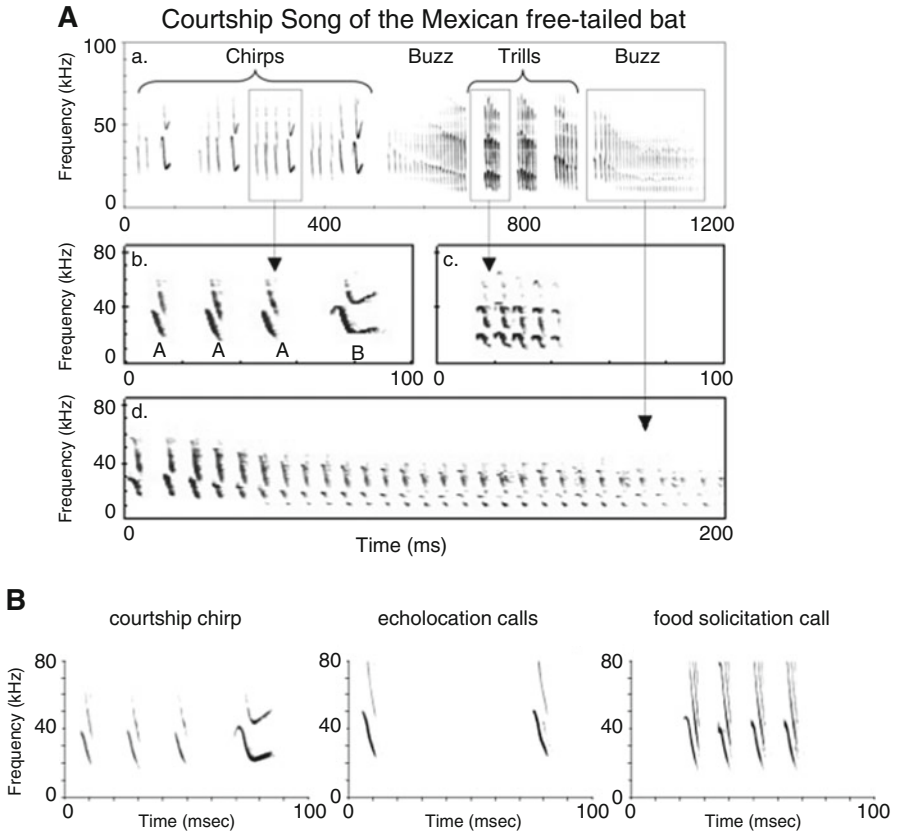 A
Courtship Song of the Mexican free-tailed bat
Frequency (kHz)
100
50
0
a.
Chirps
Buzz
Trills
Buzz
0 400 800 1200
Frequency (kHz)
80
40
0
b.
A A A B
0 100
c.
0 100
Frequency (kHz)
80
40
0
d.
0 200
Time (ms)
B
courtship chirp
echolocation calls
food solicitation call
Frequency (kHz)
80
40
0
0 100
Time (msec)
80
40
0
0 100
Time (msec)
80
40
0
0 100
Time (msec)